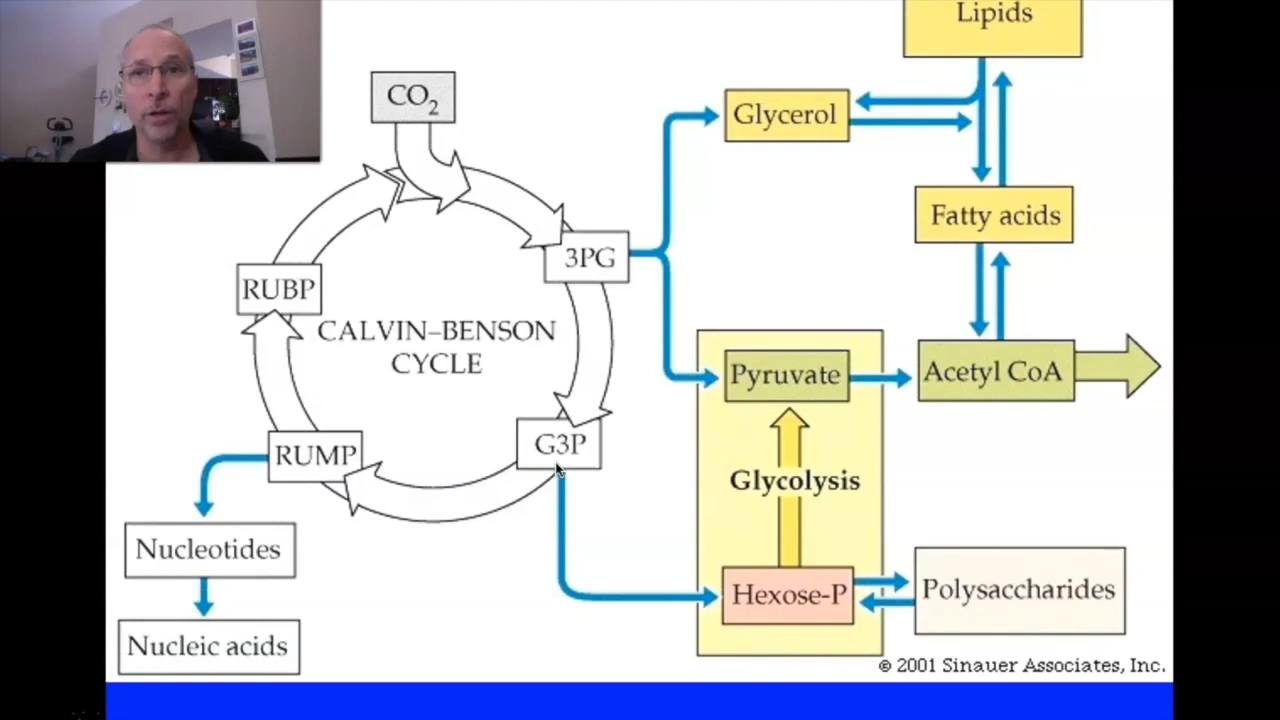 Lipids
CO2
Glycerol
Fatty acids
3PG
RUBP
CALVIN–BENSON
CYCLE
Pyruvate
Acetyl CoA
G3P
RUMP
Glycolysis
Nucleotides
Hexose-P
Polysaccharides
Nucleic acids
© 2001 Sinauer Associates, Inc.